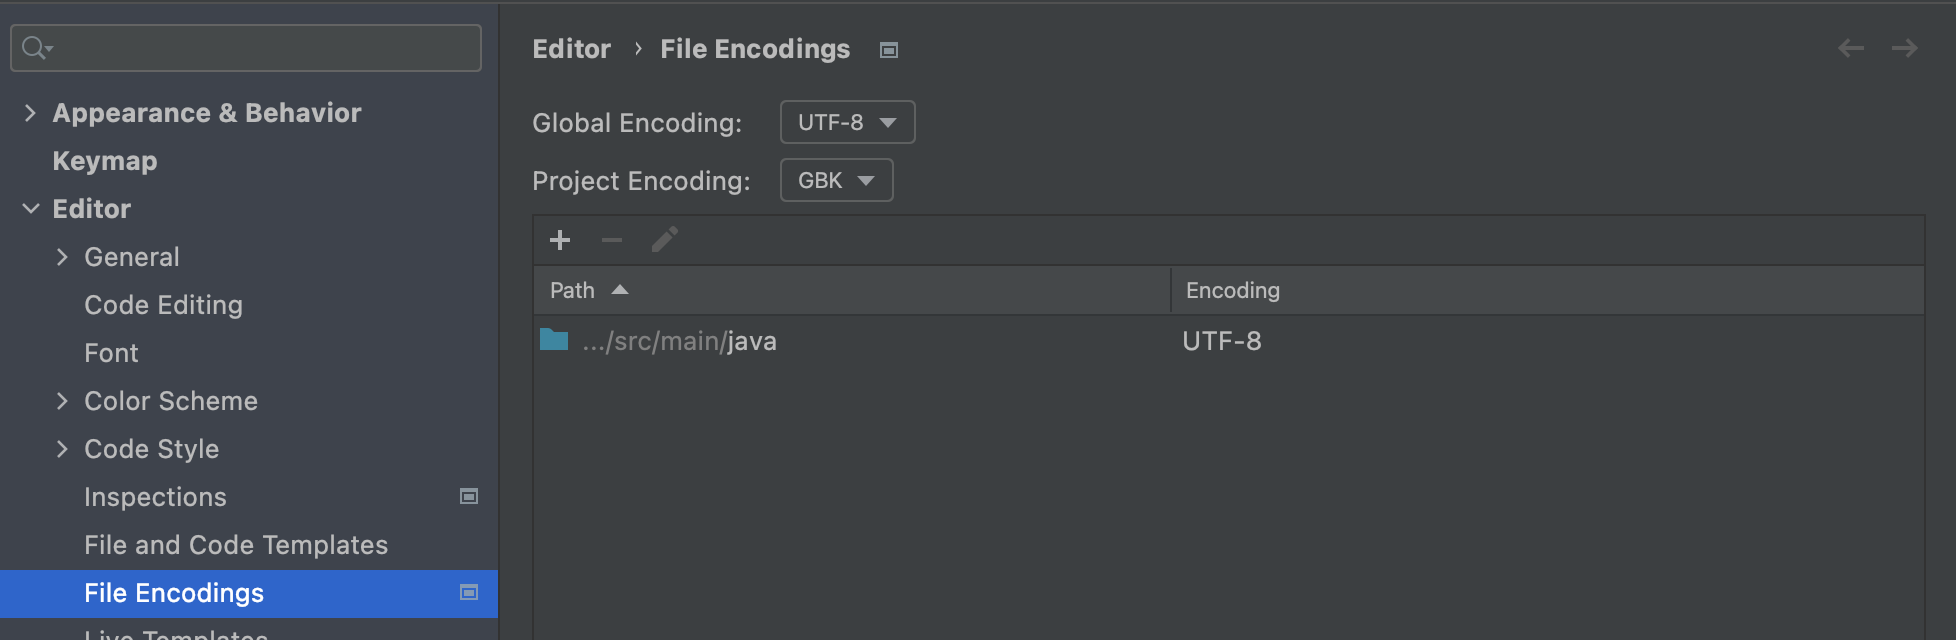 Appearance & Behavior
Keymap
Editor
General
Code Editing
Font
Color Scheme
Code Style
Inspections
File and Code Templates
File Encodings
Live Templates
Editor › File Encodings
Global Encoding: UTF-8
Project Encoding: GBK
Path Encoding
.../src/main/java UTF-8